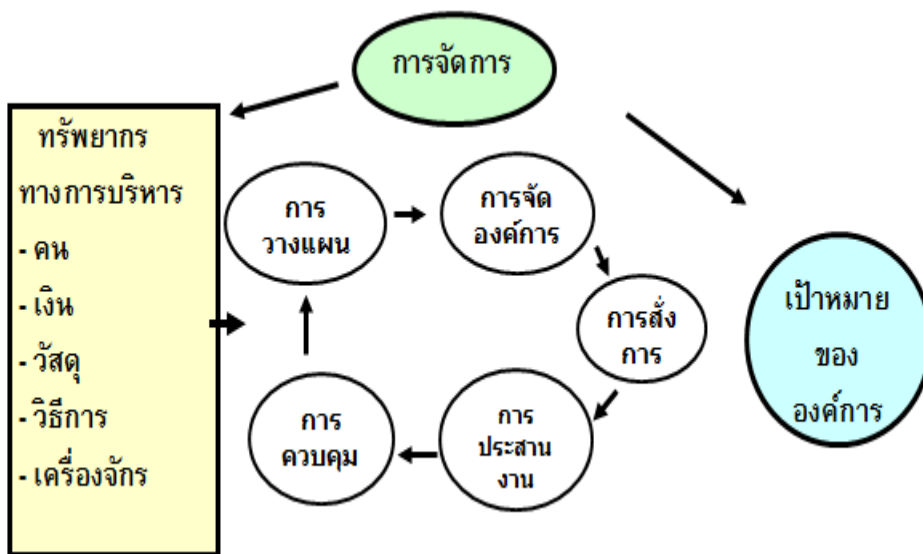 การจัดการ
ทรัพยากร
ทางการบริหาร
- คน
- เงิน
- วัสดุ
- วิธีการ
- เครื่องจักร
การ
วางแผน
การจัด
องค์การ
การสั่ง
การ
การ
ประสาน
งาน
การ
ควบคุม
เป้าหมาย
ของ
องค์การ